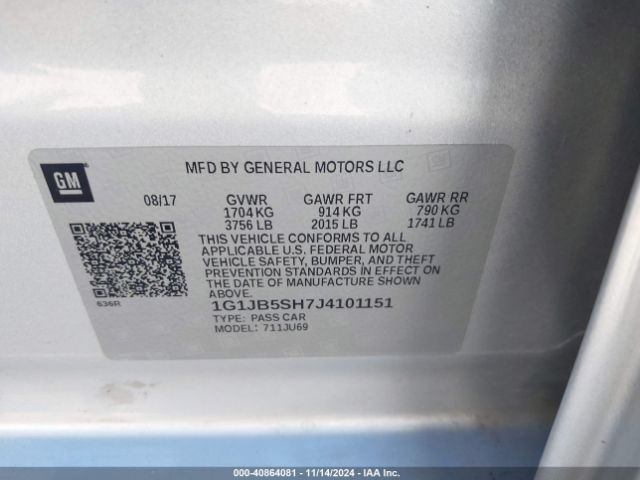 GM
MFD BY GENERAL MOTORS LLC
08/17 GVWR GAWR FRT GAWR RR
1704 KG 914 KG 790 KG
3756 LB 2015 LB 1741 LB
THIS VEHICLE CONFORMS TO ALL
APPLICABLE U.S. FEDERAL MOTOR
VEHICLE SAFETY, BUMPER, AND THEFT
PREVENTION STANDARDS IN EFFECT ON
THE DATE OF MANUFACTURE SHOWN
ABOVE.
636R
1G1JB5SH7J4101151
TYPE: PASS CAR
MODEL: 711JU69
000-40864081 - 11/14/2024 - IAA Inc.